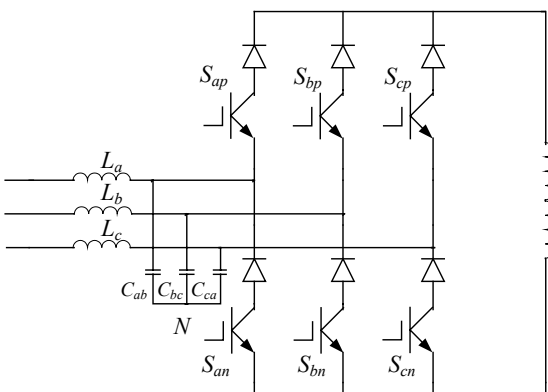 S_ap S_bp S_cp
L_a
L_b
L_c
C_ab C_bc C_ca
N
S_an S_bn S_cn